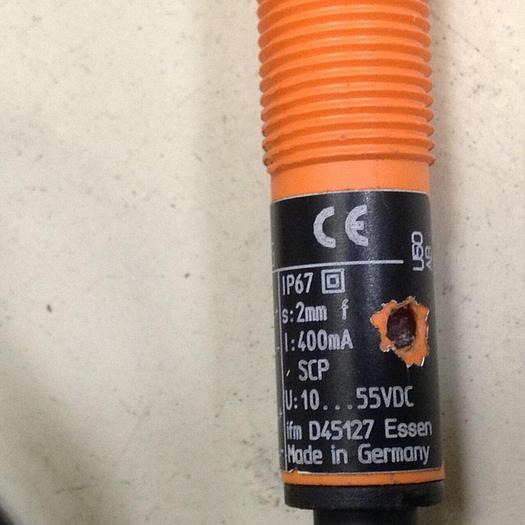 CE
IP67
s: 2mm f
I: 400mA
SCP
U: 10...55VDC
ifm D45127 Essen
Made in Germany